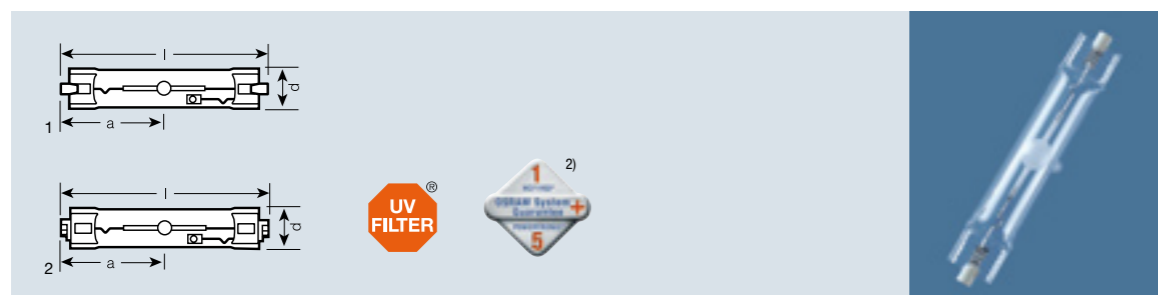 l
d
a
1
l
d
a
2
UV
FILTER
®
2)
1
OSRAM System
Guarantee +
5